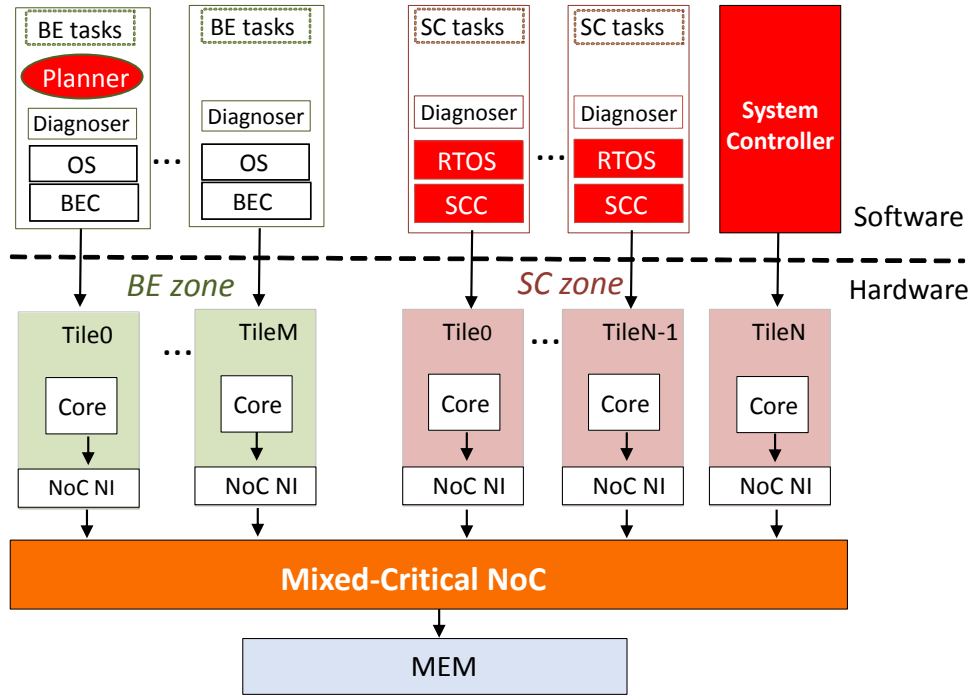 BE tasks
Planner
Diagnoser
OS
BEC
...
BE tasks
Diagnoser
OS
BEC
SC tasks
Diagnoser
RTOS
SCC
...
SC tasks
Diagnoser
RTOS
SCC
System
Controller
Software
BE zone
SC zone
Hardware
Tile0
Core
NoC NI
...
TileM
Core
NoC NI
Tile0
Core
NoC NI
...
TileN-1
Core
NoC NI
TileN
Core
NoC NI
Mixed-Critical NoC
MEM